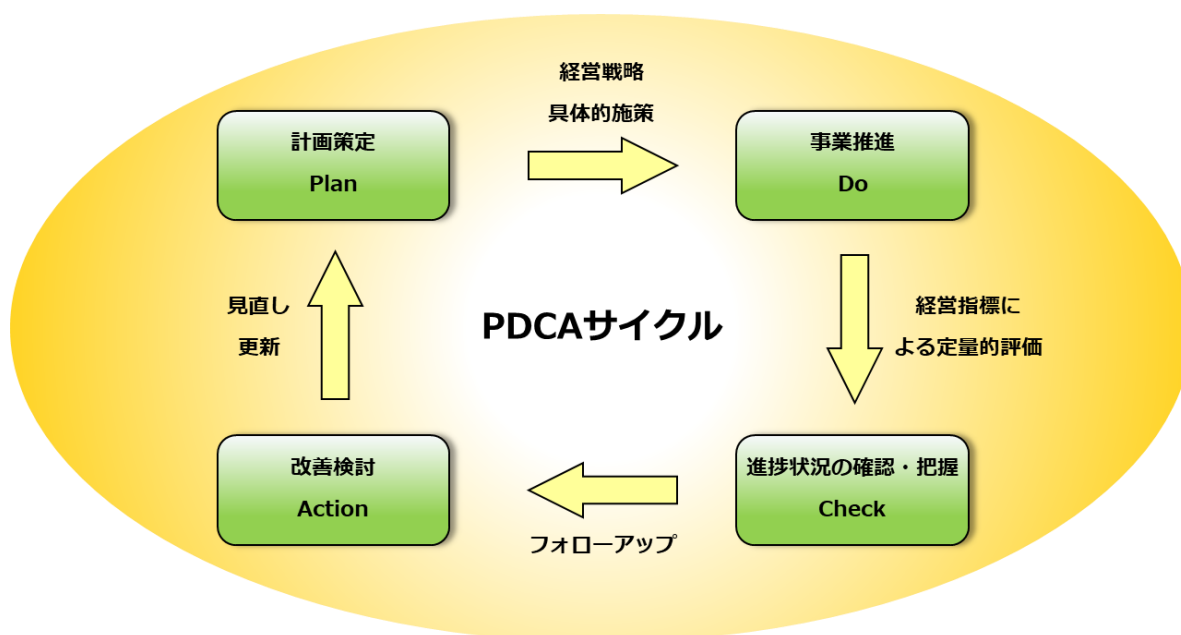 経営戦略
具体的施策
計画策定
Plan
事業推進
Do
見直し
更新
PDCAサイクル
経営指標に
よる定量的評価
改善検討
Action
進捗状況の確認・把握
Check
フォローアップ